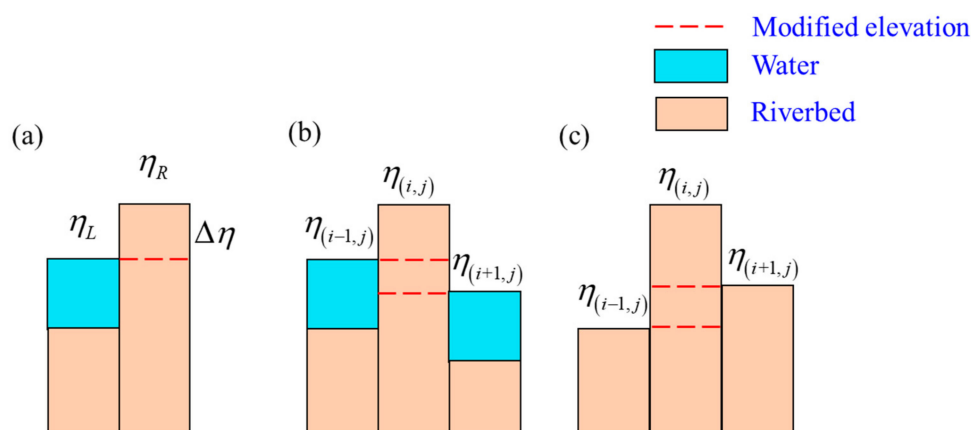 Modified elevation
Water
Riverbed
(a)
η_R
η_L
Δη
(b)
η_(i,j)
η_(i−1,j)
η_(i+1,j)
(c)
η_(i,j)
η_(i+1,j)
η_(i−1,j)